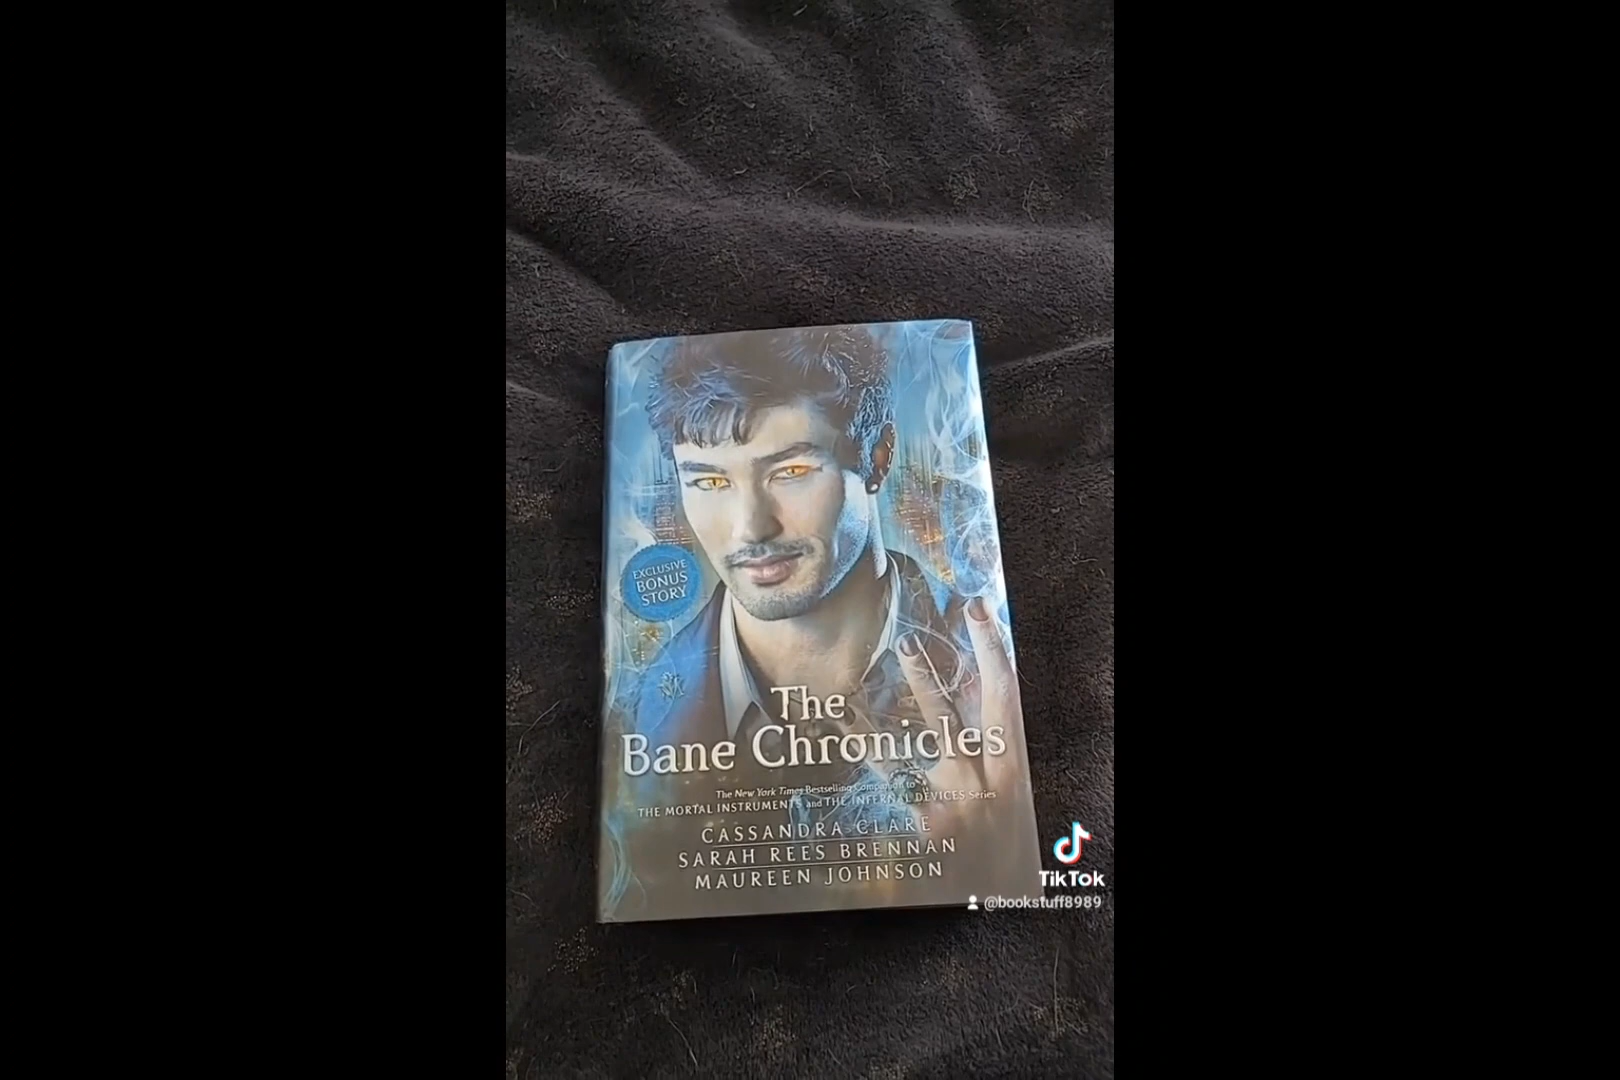 EXCLUSIVE
BONUS
STORY
The
Bane Chronicles
The New York Times Bestselling Companion to
THE MORTAL INSTRUMENTS and THE INFERNAL DEVICES Series
CASSANDRA CLARE
SARAH REES BRENNAN
MAUREEN JOHNSON
TikTok
@bookstuff8989